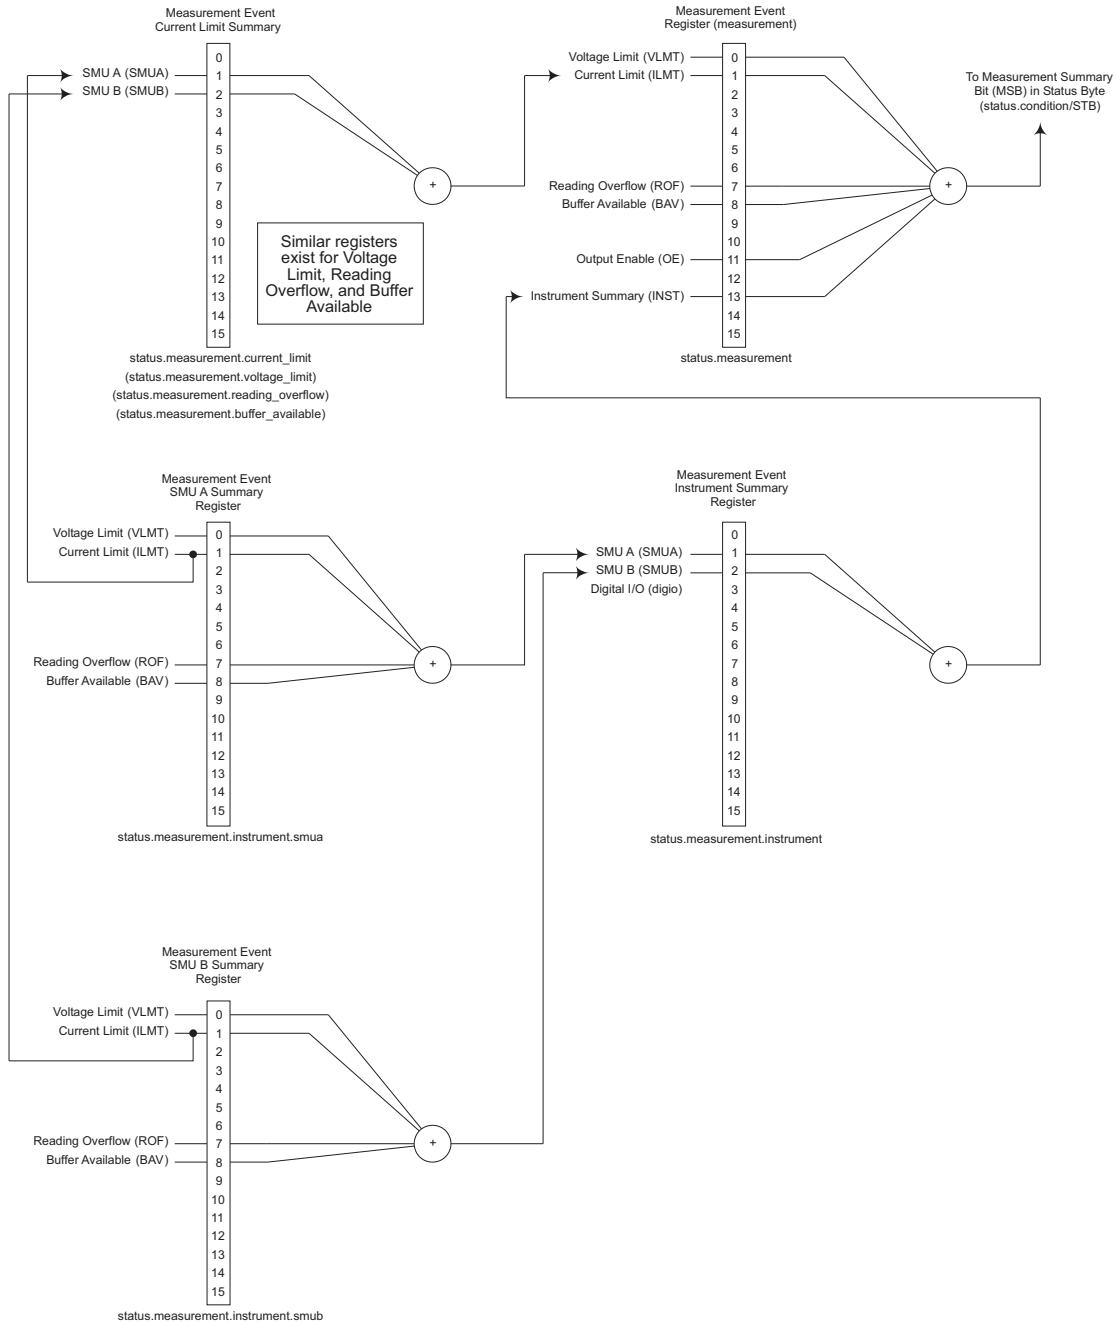 Measurement Event
Current Limit Summary
SMU A (SMUA)
SMU B (SMUB)
0
1
2
3
4
5
6
7
8
9
10
11
12
13
14
15
+
Similar registers
exist for Voltage
Limit, Reading
Overflow, and Buffer
Available
status.measurement.current_limit
(status.measurement.voltage_limit)
(status.measurement.reading_overflow)
(status.measurement.buffer_available)
Measurement Event
Register (measurement)
Voltage Limit (VLMT)
Current Limit (ILMT)
Reading Overflow (ROF)
Buffer Available (BAV)
Output Enable (OE)
Instrument Summary (INST)
0
1
2
3
4
5
6
7
8
9
10
11
12
13
14
15
+
status.measurement
To Measurement Summary
Bit (MSB) in Status Byte
(status.condition/STB)
Measurement Event
SMU A Summary
Register
Voltage Limit (VLMT)
Current Limit (ILMT)
Reading Overflow (ROF)
Buffer Available (BAV)
0
1
2
3
4
5
6
7
8
9
10
11
12
13
14
15
+
status.measurement.instrument.smua
Measurement Event
Instrument Summary
Register
SMU A (SMUA)
SMU B (SMUB)
Digital I/O (digio)
0
1
2
3
4
5
6
7
8
9
10
11
12
13
14
15
+
status.measurement.instrument
Measurement Event
SMU B Summary
Register
Voltage Limit (VLMT)
Current Limit (ILMT)
Reading Overflow (ROF)
Buffer Available (BAV)
0
1
2
3
4
5
6
7
8
9
10
11
12
13
14
15
+
status.measurement.instrument.smub